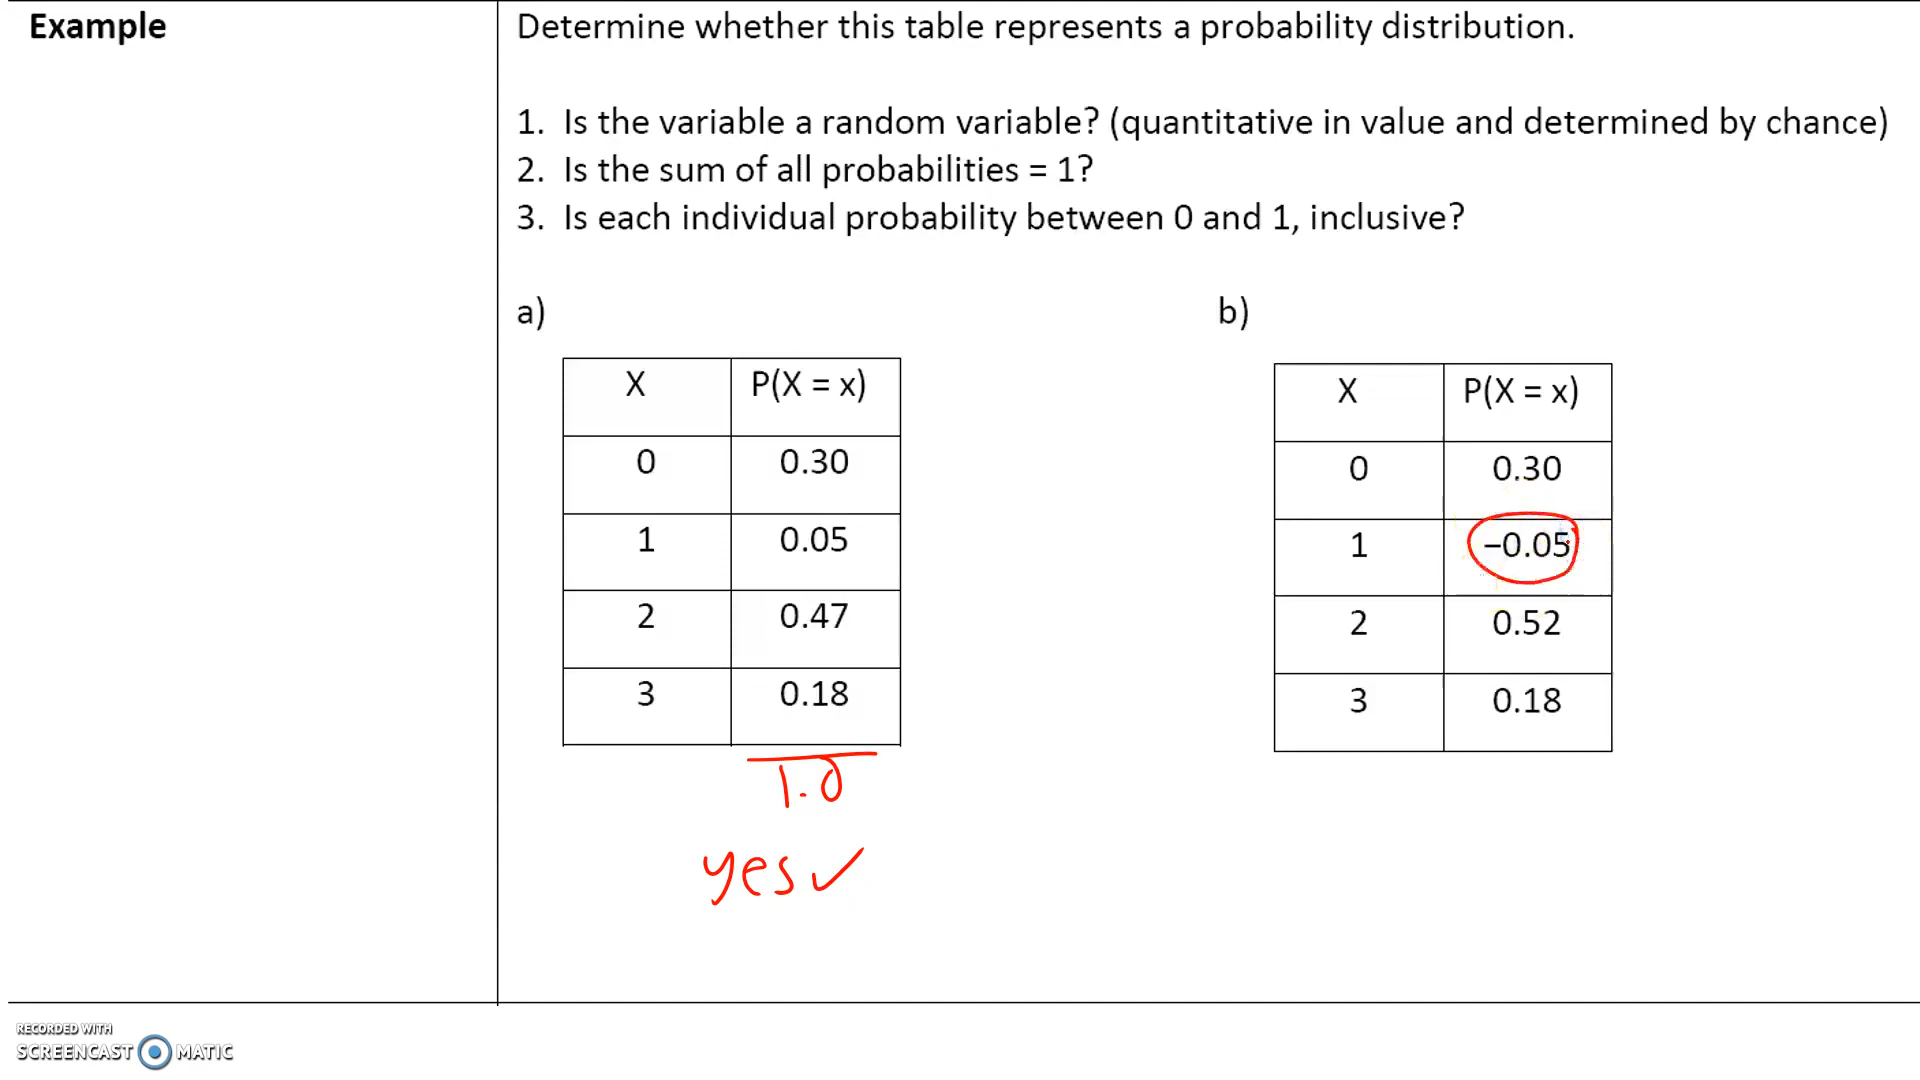 Example
Determine whether this table represents a probability distribution.
1. Is the variable a random variable? (quantitative in value and determined by chance)
2. Is the sum of all probabilities = 1?
3. Is each individual probability between 0 and 1, inclusive?
a)
X P(X = x)
0 0.30
1 0.05
2 0.47
3 0.18
1.0
yes✓
b)
X P(X = x)
0 0.30
1 −0.05
2 0.52
3 0.18
RECORDED WITH
SCREENCAST MATIC